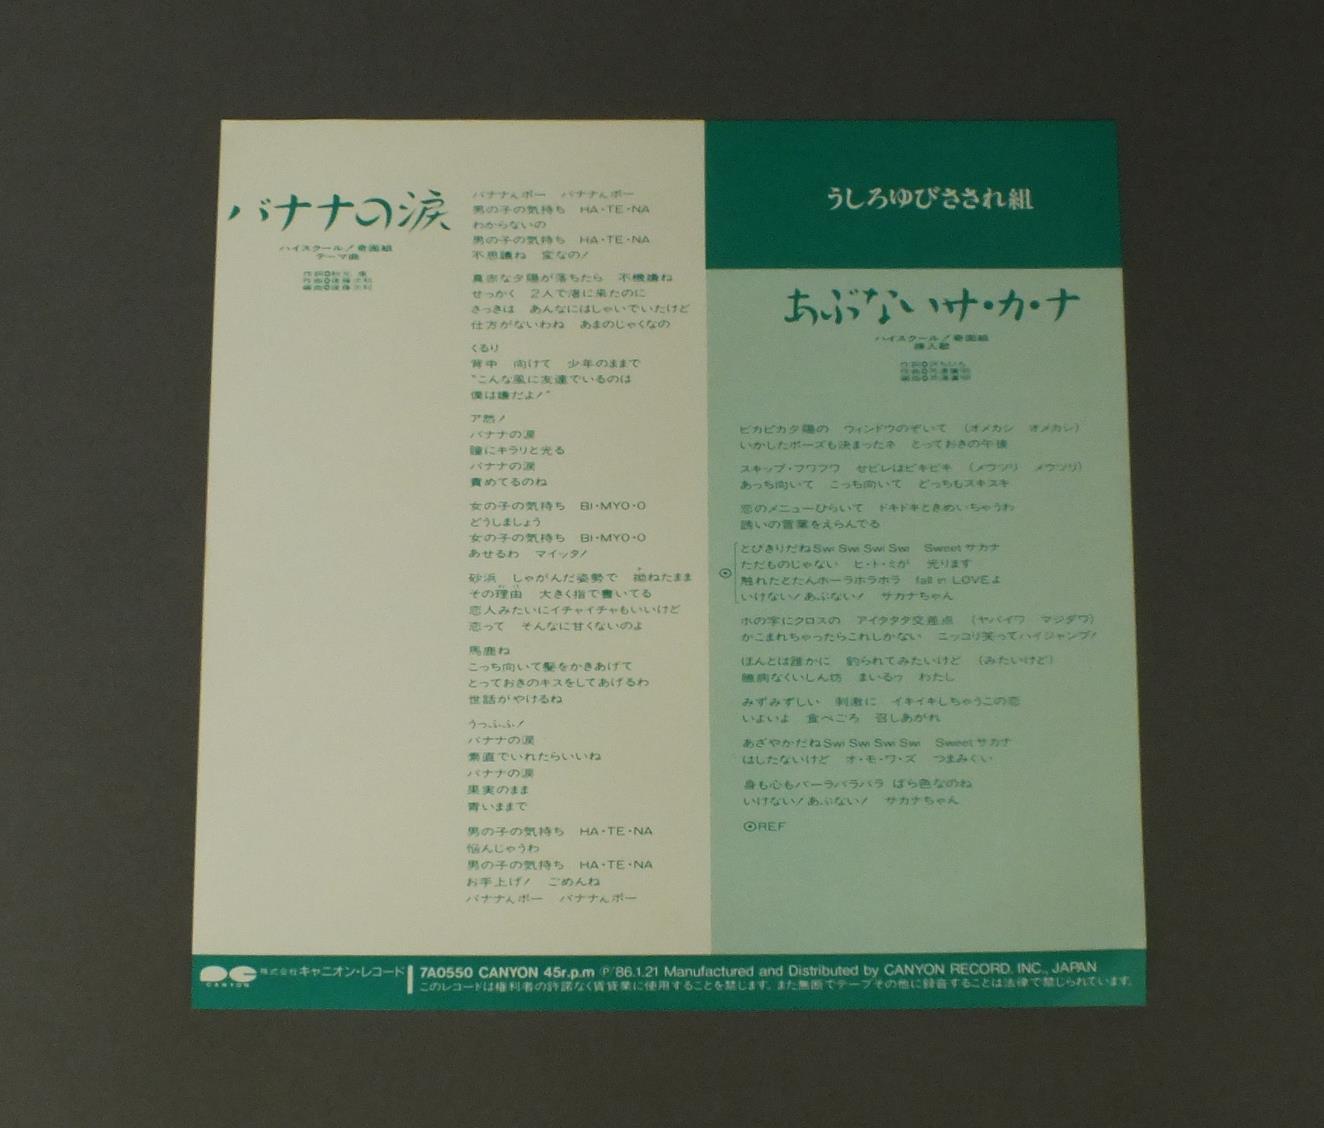 バナナの涙
ハイスクール!奇面組
テーマ曲
作詞◎秋元 康
作曲◎後藤次利
編曲◎後藤次利
バナナんボー バナナんボー
男の子の気持ち HA・TE・NA
わからないの
男の子の気持ち HA・TE・NA
不思議ね 変なの!
真赤な夕陽が落ちたら 不機嫌ね
せっかく 2人で渚に来たのに
さっきは あんなにはしゃいでいたけど
仕方がないわね あまのじゃくなの
くるり
背中 向けて 少年のままで
“こんな風に友達でいるのは
僕は嫌だよ!”
ア然!
バナナの涙
瞳にキラリと光る
バナナの涙
責めてるのね
女の子の気持ち BI・MYO・O
どうしましょう
女の子の気持ち BI・MYO・O
あせるわ マイッタ!
砂浜 しゃがんだ姿勢で 拗ねたまま
その理由 大きく指で書いてる
恋人みたいにイチャイチャもいいけど
恋って そんなに甘くないのよ
馬鹿ね
こっち向いて髪をかきあげて
とっておきのキスをしてあげるわ
世話がやけるね
うっふふ!
バナナの涙
素直でいれたらいいね
バナナの涙
果実のまま
青いままで
男の子の気持ち HA・TE・NA
悩んじゃうわ
男の子の気持ち HA・TE・NA
お手上げ! ごめんね
バナナんボー バナナんボー
うしろゆびさされ組
あぶないサ・カ・ナ
ハイスクール!奇面組
挿入歌
ピカピカ夕陽の ウィンドウのぞいて (オメカシ オメカシ)
いかしたポーズも決まったネ とっておきの午後
スキップ・フワフワ セビレはピキピキ (メウツリ メウツリ)
あっち向いて こっち向いて どっちもスキスキ
恋のメニューひらいて ドキドキときめいちゃうわ
誘いの言葉をえらんでる
とびきりだねSwi Swi Swi Swi Sweetサカナ
ただものじゃない ヒ・ト・ミが 光ります
触れたとたんホーラホラホラ fall in LOVEよ
いけない!あぶない! サカナちゃん
ホの字にクロスの アイタタタ交差点 (ヤバイワ マジダワ)
かこまれちゃったらこれしかない ニッコリ笑ってハイジャンプ!
ほんとは誰かに 釣られてみたいけど (みたいけど)
臆病なくいしん坊 まいるゥ わたし
みずみずしい 刺激に イキイキしちゃうこの恋
いよいよ 食べごろ 召しあがれ
あざやかだねSwi Swi Swi Swi Sweetサカナ
はしたないけど オ・モ・ワ・ズ つまみぐい
身も心もバーラバラバラ ばら色なのね
いけない!あぶない! サカナちゃん
⊙REF
CANYON 株式会社キャニオン・レコード
7A0550 CANYON 45r.p.m Ⓟ'86.1.21 Manufactured and Distributed by CANYON RECORD. INC., JAPAN
このレコードは権利者の許諾なく賃貸業に使用することを禁じます。また無断でテープその他に録音することは法律で禁じられています。